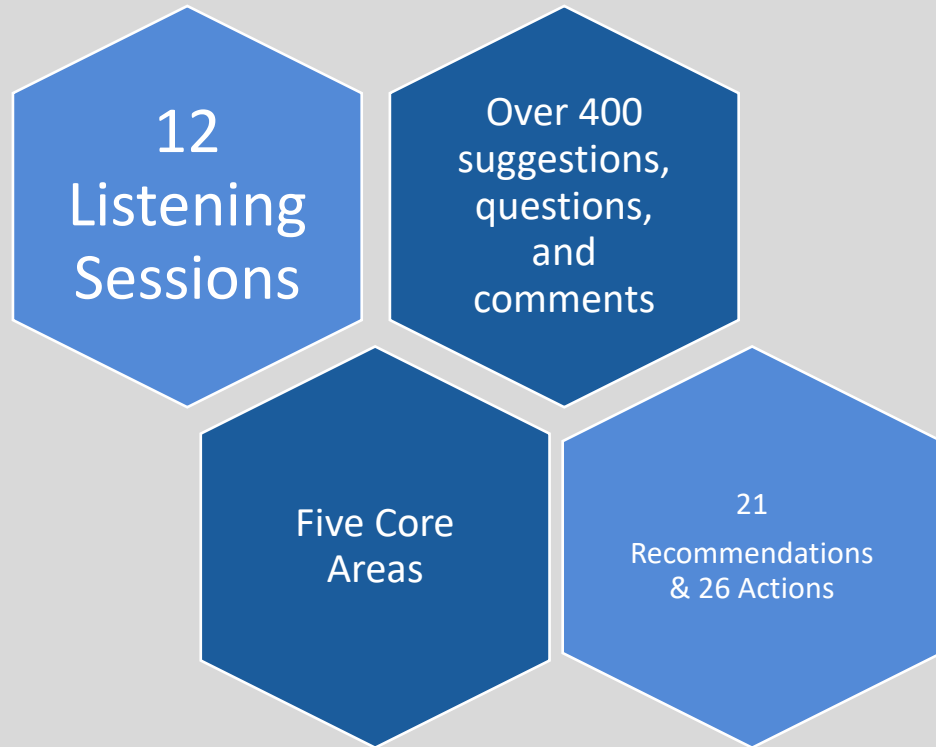 12
Listening
Sessions
Over 400
suggestions,
questions,
and
comments
Five Core
Areas
21
Recommendations
& 26 Actions